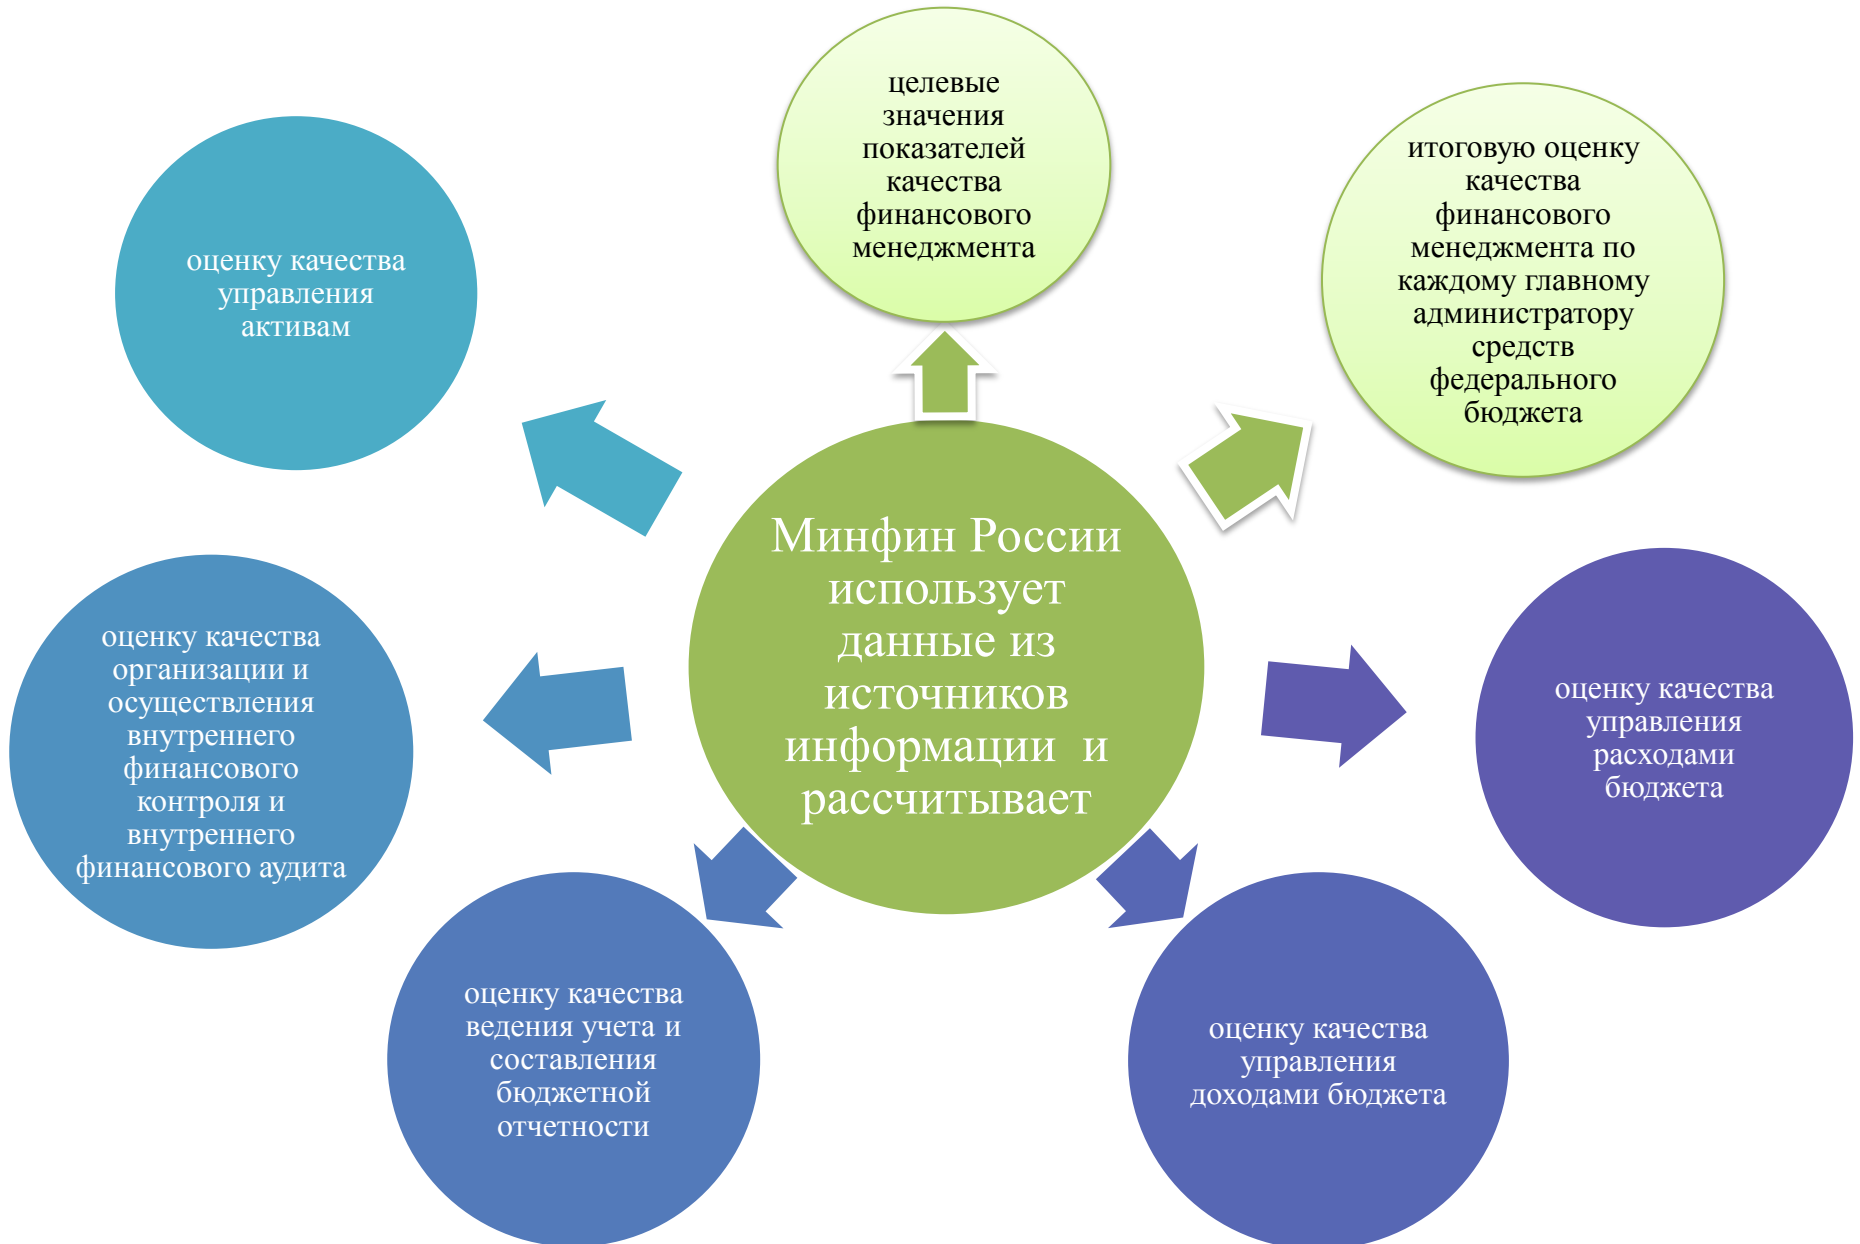 целевые
значения
показателей
качества
финансового
менеджмента
итоговую оценку
качества
финансового
менеджмента по
каждому главному
администратору
средств
федерального
бюджета
оценку качества
управления
расходами
бюджета
оценку качества
управления
доходами бюджета
оценку качества
ведения учета и
составления
бюджетной
отчетности
оценку качества
организации и
осуществления
внутреннего
финансового
контроля и
внутреннего
финансового аудита
оценку качества
управления
активам
Минфин России
использует
данные из
источников
информации и
рассчитывает